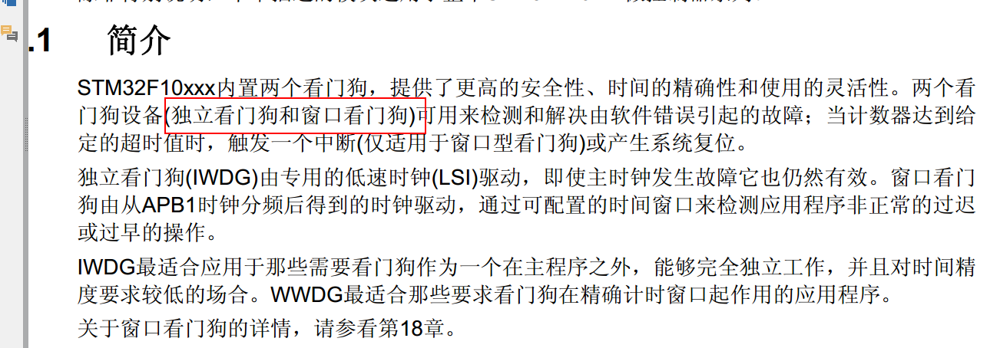 .1 简介
STM32F10xxx内置两个看门狗，提供了更高的安全性、时间的精确性和使用的灵活性。两个看
门狗设备(独立看门狗和窗口看门狗)可用来检测和解决由软件错误引起的故障；当计数器达到给
定的超时值时，触发一个中断(仅适用于窗口型看门狗)或产生系统复位。
独立看门狗(IWDG)由专用的低速时钟(LSI)驱动，即使主时钟发生故障它也仍然有效。窗口看门
狗由从APB1时钟分频后得到的时钟驱动，通过可配置的时间窗口来检测应用程序非正常的过迟
或过早的操作。
IWDG最适合应用于那些需要看门狗作为一个在主程序之外，能够完全独立工作，并且对时间精
度要求较低的场合。WWDG最适合那些要求看门狗在精确计时窗口起作用的应用程序。
关于窗口看门狗的详情，请参看第18章。